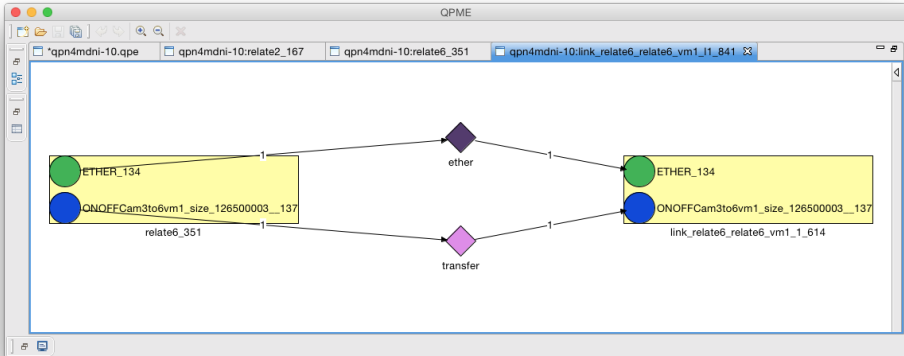 QPME
*qpn4mdni-10.qpe
qpn4mdni-10:relate2_167
qpn4mdni-10:relate6_351
qpn4mdni-10:link_relate6_relate6_vm1_l1_841
1
ether
1
ETHER_134
ETHER_134
ONOFFCam3to6vm1_size_126500003__137
ONOFFCam3to6vm1_size_126500003__137
1
1
relate6_351
link_relate6_relate6_vm1_1_614
transfer